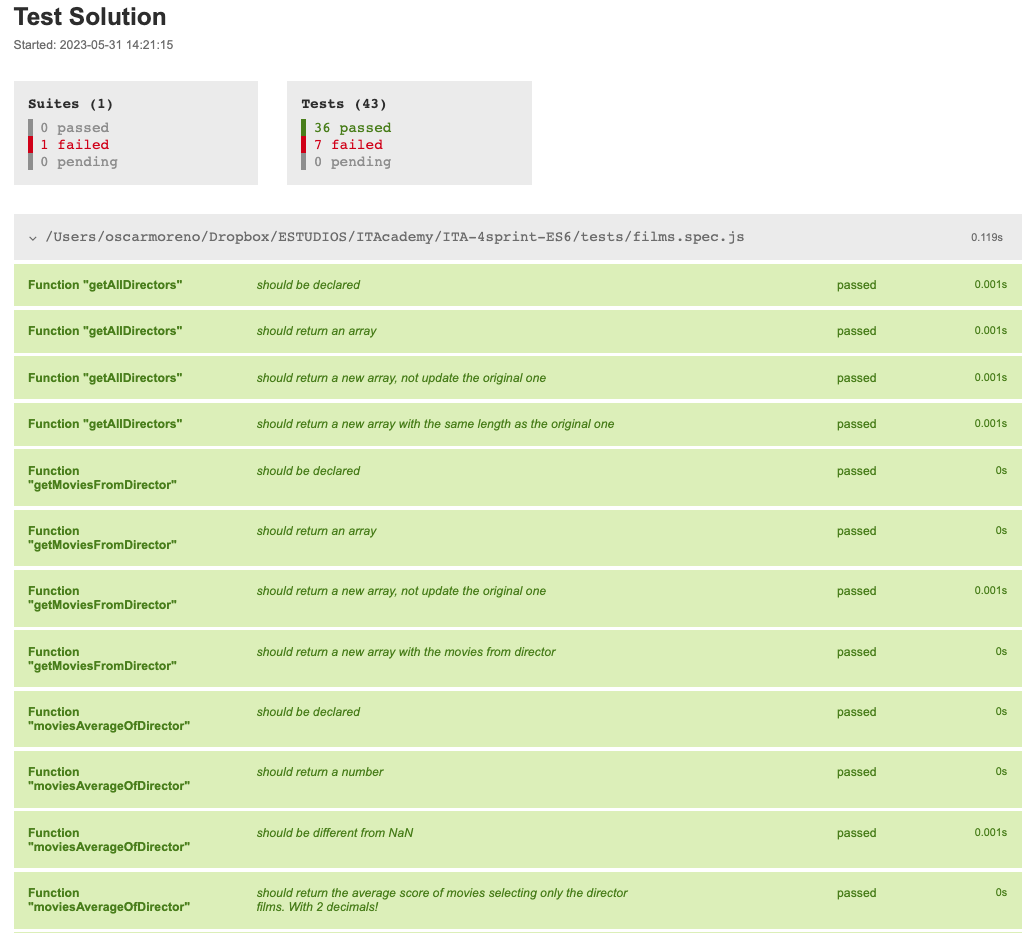 Test Solution
Started: 2023-05-31 14:21:15
Suites (1)
0 passed
1 failed
0 pending
Tests (43)
36 passed
7 failed
0 pending
/Users/oscarmoreno/Dropbox/ESTUDIOS/ITAcademy/ITA-4sprint-ES6/tests/films.spec.js 0.119s
Function "getAllDirectors" should be declared passed 0.001s
Function "getAllDirectors" should return an array passed 0.001s
Function "getAllDirectors" should return a new array, not update the original one passed 0.001s
Function "getAllDirectors" should return a new array with the same length as the original one passed 0.001s
Function should be declared passed 0s
"getMoviesFromDirector"
Function should return an array passed 0s
"getMoviesFromDirector"
Function should return a new array, not update the original one passed 0.001s
"getMoviesFromDirector"
Function should return a new array with the movies from director passed 0s
"getMoviesFromDirector"
Function should be declared passed 0s
"moviesAverageOfDirector"
Function should return a number passed 0s
"moviesAverageOfDirector"
Function should be different from NaN passed 0.001s
"moviesAverageOfDirector"
Function should return the average score of movies selecting only the director passed 0s
"moviesAverageOfDirector" films. With 2 decimals!